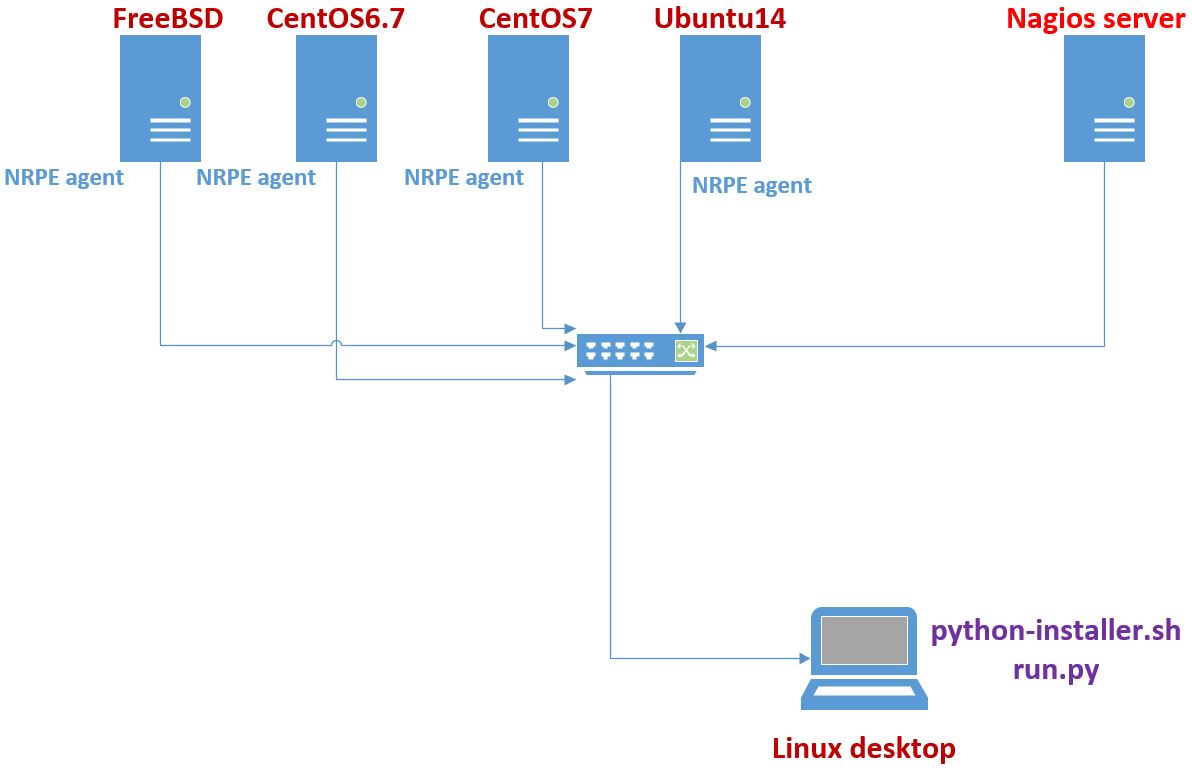 FreeBSD
CentOS6.7
CentOS7
Ubuntu14
Nagios server
NRPE agent
NRPE agent
NRPE agent
NRPE agent
python-installer.sh
run.py
Linux desktop